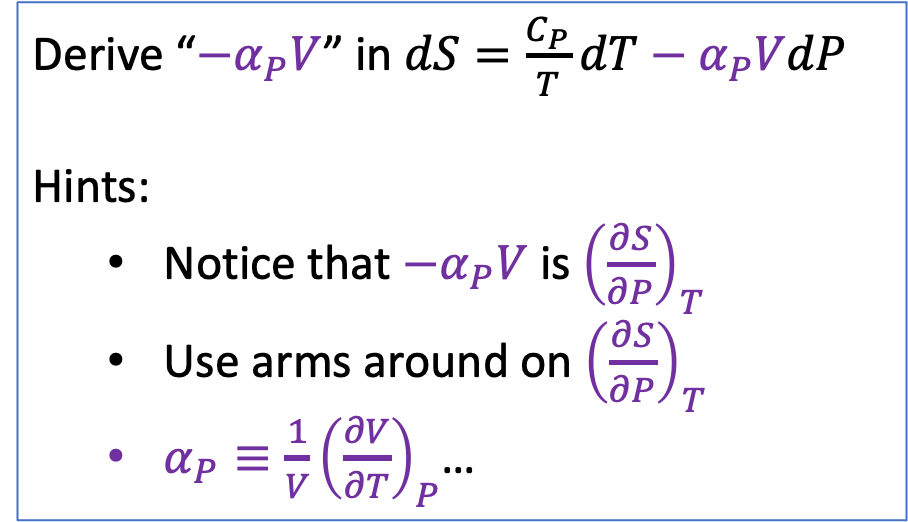 Derive “−α_P V” in dS = C_P/T dT − α_P V dP
Hints:
• Notice that −α_P V is (∂S/∂P)_T
• Use arms around on (∂S/∂P)_T
• α_P ≡ 1/V (∂V/∂T)_P ...